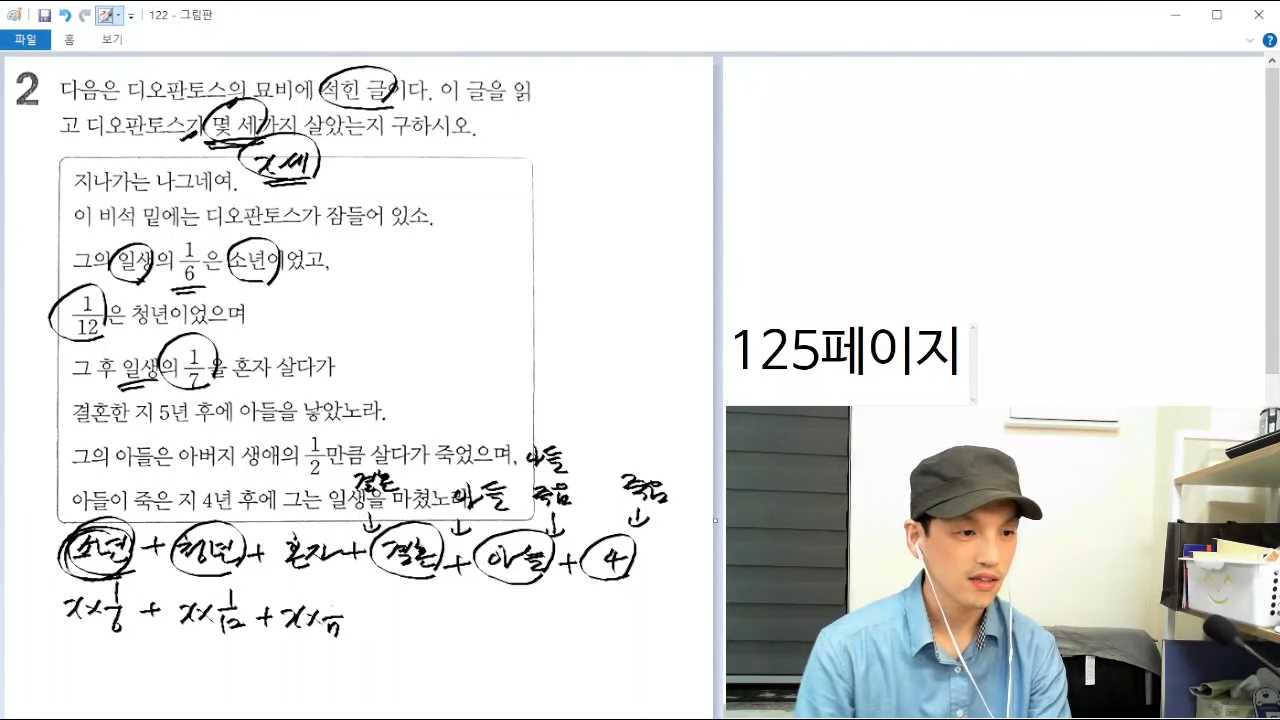 122 - 그림판
파일 홈 보기
2 다음은 디오판토스의 묘비에 적힌 글이다. 이 글을 읽
고 디오판토스가 몇 세까지 살았는지 구하시오.
x세
지나가는 나그네여.
이 비석 밑에는 디오판토스가 잠들어 있소.
그의 일생의 1/6은 소년이었고,
1/12은 청년이었으며
그 후 일생의 1/7을 혼자 살다가
결혼한 지 5년 후에 아들을 낳았노라.
그의 아들은 아버지 생애의 1/2만큼 살다가 죽었으며,
아들이 죽은 지 4년 후에 그는 일생을 마쳤노라.
결혼 아들 아들 죽음 죽음
↓ ↓ ↓ ↓
소년 + 청년 + 혼자 + 결혼 + 아들 + 4
x×1/6 + x×1/12 + x×/7
125페이지